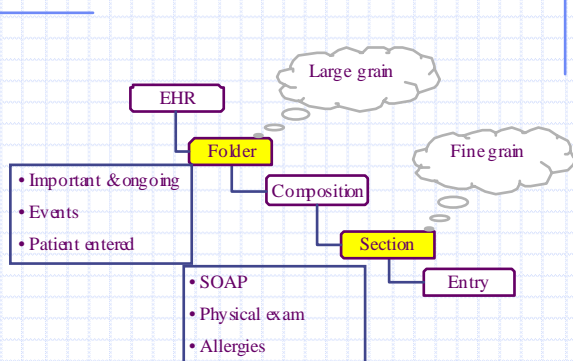 Large grain
EHR
Folder
Fine grain
• Important &ongoing
• Events
• Patient entered
Composition
Section
• SOAP
• Physical exam
• Allergies
Entry